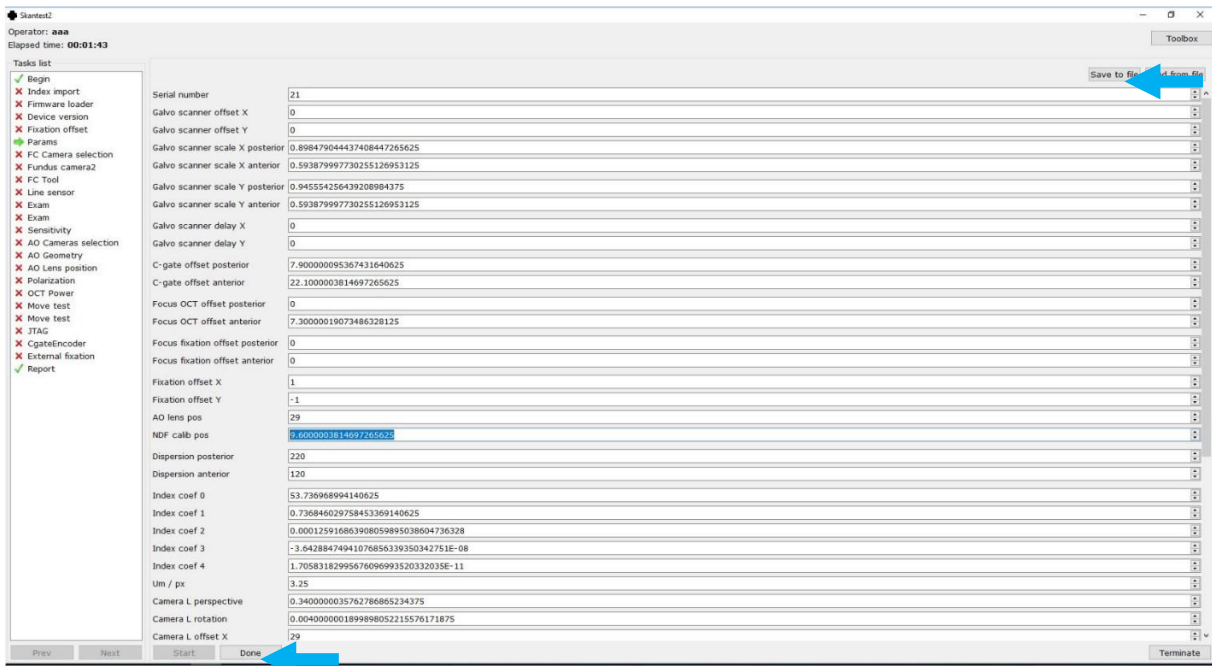 Skantest2
Operator: aaa
Elapsed time: 00:01:43
Toolbox
Tasks list
Begin
Index import
Firmware loader
Device version
Fixation offset
Params
FC Camera selection
Fundus camera2
FC Tool
Line sensor
Exam
Exam
Sensitivity
AO Cameras selection
AO Geometry
AO Lens position
Polarization
OCT Power
Move test
Move test
JTAG
CgateEncoder
External fixation
Report
Save to file from file
Serial number 21
Galvo scanner offset X 0
Galvo scanner offset Y 0
Galvo scanner scale X posterior 0.898479044437408447265625
Galvo scanner scale X anterior 0.593879997730255126953125
Galvo scanner scale Y posterior 0.945554256439208984375
Galvo scanner scale Y anterior 0.593879997730255126953125
Galvo scanner delay X 0
Galvo scanner delay Y 0
C-gate offset posterior 7.900000095367431640625
C-gate offset anterior 22.1000003814697265625
Focus OCT offset posterior 0
Focus OCT offset anterior 7.30000019073486328125
Focus fixation offset posterior 0
Focus fixation offset anterior 0
Fixation offset X 1
Fixation offset Y -1
AO lens pos 29
NDF calib pos 9.6000003814697265625
Dispersion posterior 220
Dispersion anterior 120
Index coef 0 53.736968994140625
Index coef 1 0.736846029758453369140625
Index coef 2 0.00012591686390805989503860473632​8
Index coef 3 -3.64288474941076856339350342751E-08
Index coef 4 1.70583182995676096993520332035E-11
Um / px 3.25
Camera L perspective 0.3400000035762786865234375
Camera L rotation 0.0040000001899898052215576171875
Camera L offset X 29
Prev Next Start Done Terminate